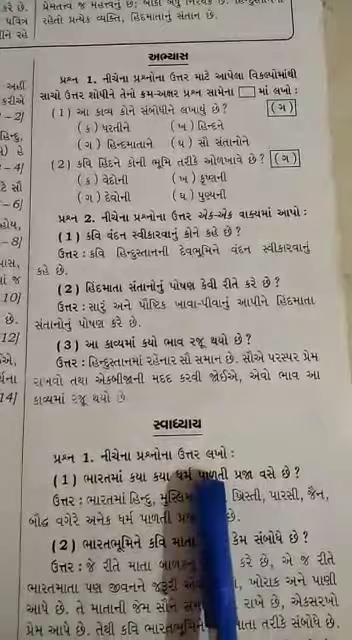 પ્રેમતત્ત્વ જ મહત્ત્વનું છે; બાકી બધું
રહેતી પ્રત્યેક વ્યક્તિ, હિંદમાતાનું સંતાન છે.
કરે છે.
પવિત્ર
અભ્યાસ
પ્રશ્ન 1. નીચેના પ્રશ્નોના ઉત્તર માટે આપેલા વિકલ્પોમાંથી
સાચો ઉત્તર શોધીને તેનો ક્રમ-અક્ષર પ્રશ્ન સામેના માં લખો :
(1) આ કાવ્ય કોને સંબોધીને લખાયું છે ? (ગ)
(ક) ધરતીને (ખ) હિન્દને
(ગ) હિન્દમાતાને (ઘ) સૌ સંતાનોને
(2) કવિ હિંદને કોની ભૂમિ તરીકે ઓળખાવે છે ? (ગ)
(ક) વેદોની (ખ) કૃષ્ણની
(ગ) દેવોની (ઘ) પુણ્યની
પ્રશ્ન 2. નીચેના પ્રશ્નોના ઉત્તર એક-એક વાક્યમાં આપો :
(1) કવિ વંદન સ્વીકારવાનું કોને કહે છે ?
ઉત્તર : કવિ હિન્દુસ્તાનની દેવભૂમિને વંદન સ્વીકારવાનું
કહે છે.
(2) હિંદમાતા સંતાનોનું પોષણ કેવી રીતે કરે છે ?
ઉત્તર : સારું અને પૌષ્ટિક ખાવા-પીવાનું આપીને હિંદમાતા
સંતાનોનું પોષણ કરે છે.
(3) આ કાવ્યમાં કયો ભાવ રજૂ થયો છે ?
ઉત્તર : હિન્દુસ્તાનમાં રહેનાર સૌ સમાન છે. સૌએ પરસ્પર પ્રેમ
રાખવો તથા એકબીજાની મદદ કરવી જોઈએ, એવો ભાવ આ
કાવ્યમાં રજૂ થયો છે.
સ્વાધ્યાય
પ્રશ્ન 1. નીચેના પ્રશ્નોના ઉત્તર લખો :
(1) ભારતમાં કયા કયા ધર્મ પાળતી પ્રજા વસે છે ?
ઉત્તર : ભારતમાં હિન્દુ, ખ્રિસ્તી, પારસી, જૈન,
બૌદ્ધ વગેરે અનેક ધર્મ પાળતી છે.
(2) ભારતભૂમિને કવિ માતા કેમ સંબોધે છે ?
ઉત્તર : જે રીતે માતા કરે છે, એ જ રીતે
ભારતમાતા પણ જીવનને જરૂરી ખોરાક અને પાણી
આપે છે. તે માતાની જેમ સૌને રાખે છે, એકસરખો
પ્રેમ આપે છે. તેથી કવિ માતા તરીકે સંબોધે છે.